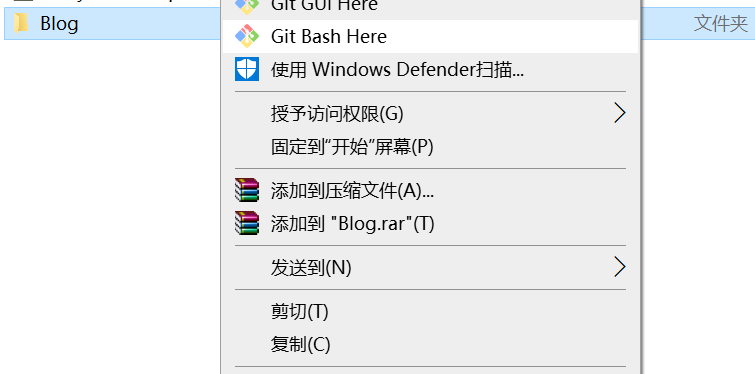 Git GUI Here
Blog
文件夹
Git Bash Here
使用 Windows Defender扫描...
授予访问权限(G)
固定到"开始"屏幕(P)
添加到压缩文件(A)...
添加到 "Blog.rar"(T)
发送到(N)
剪切(T)
复制(C)